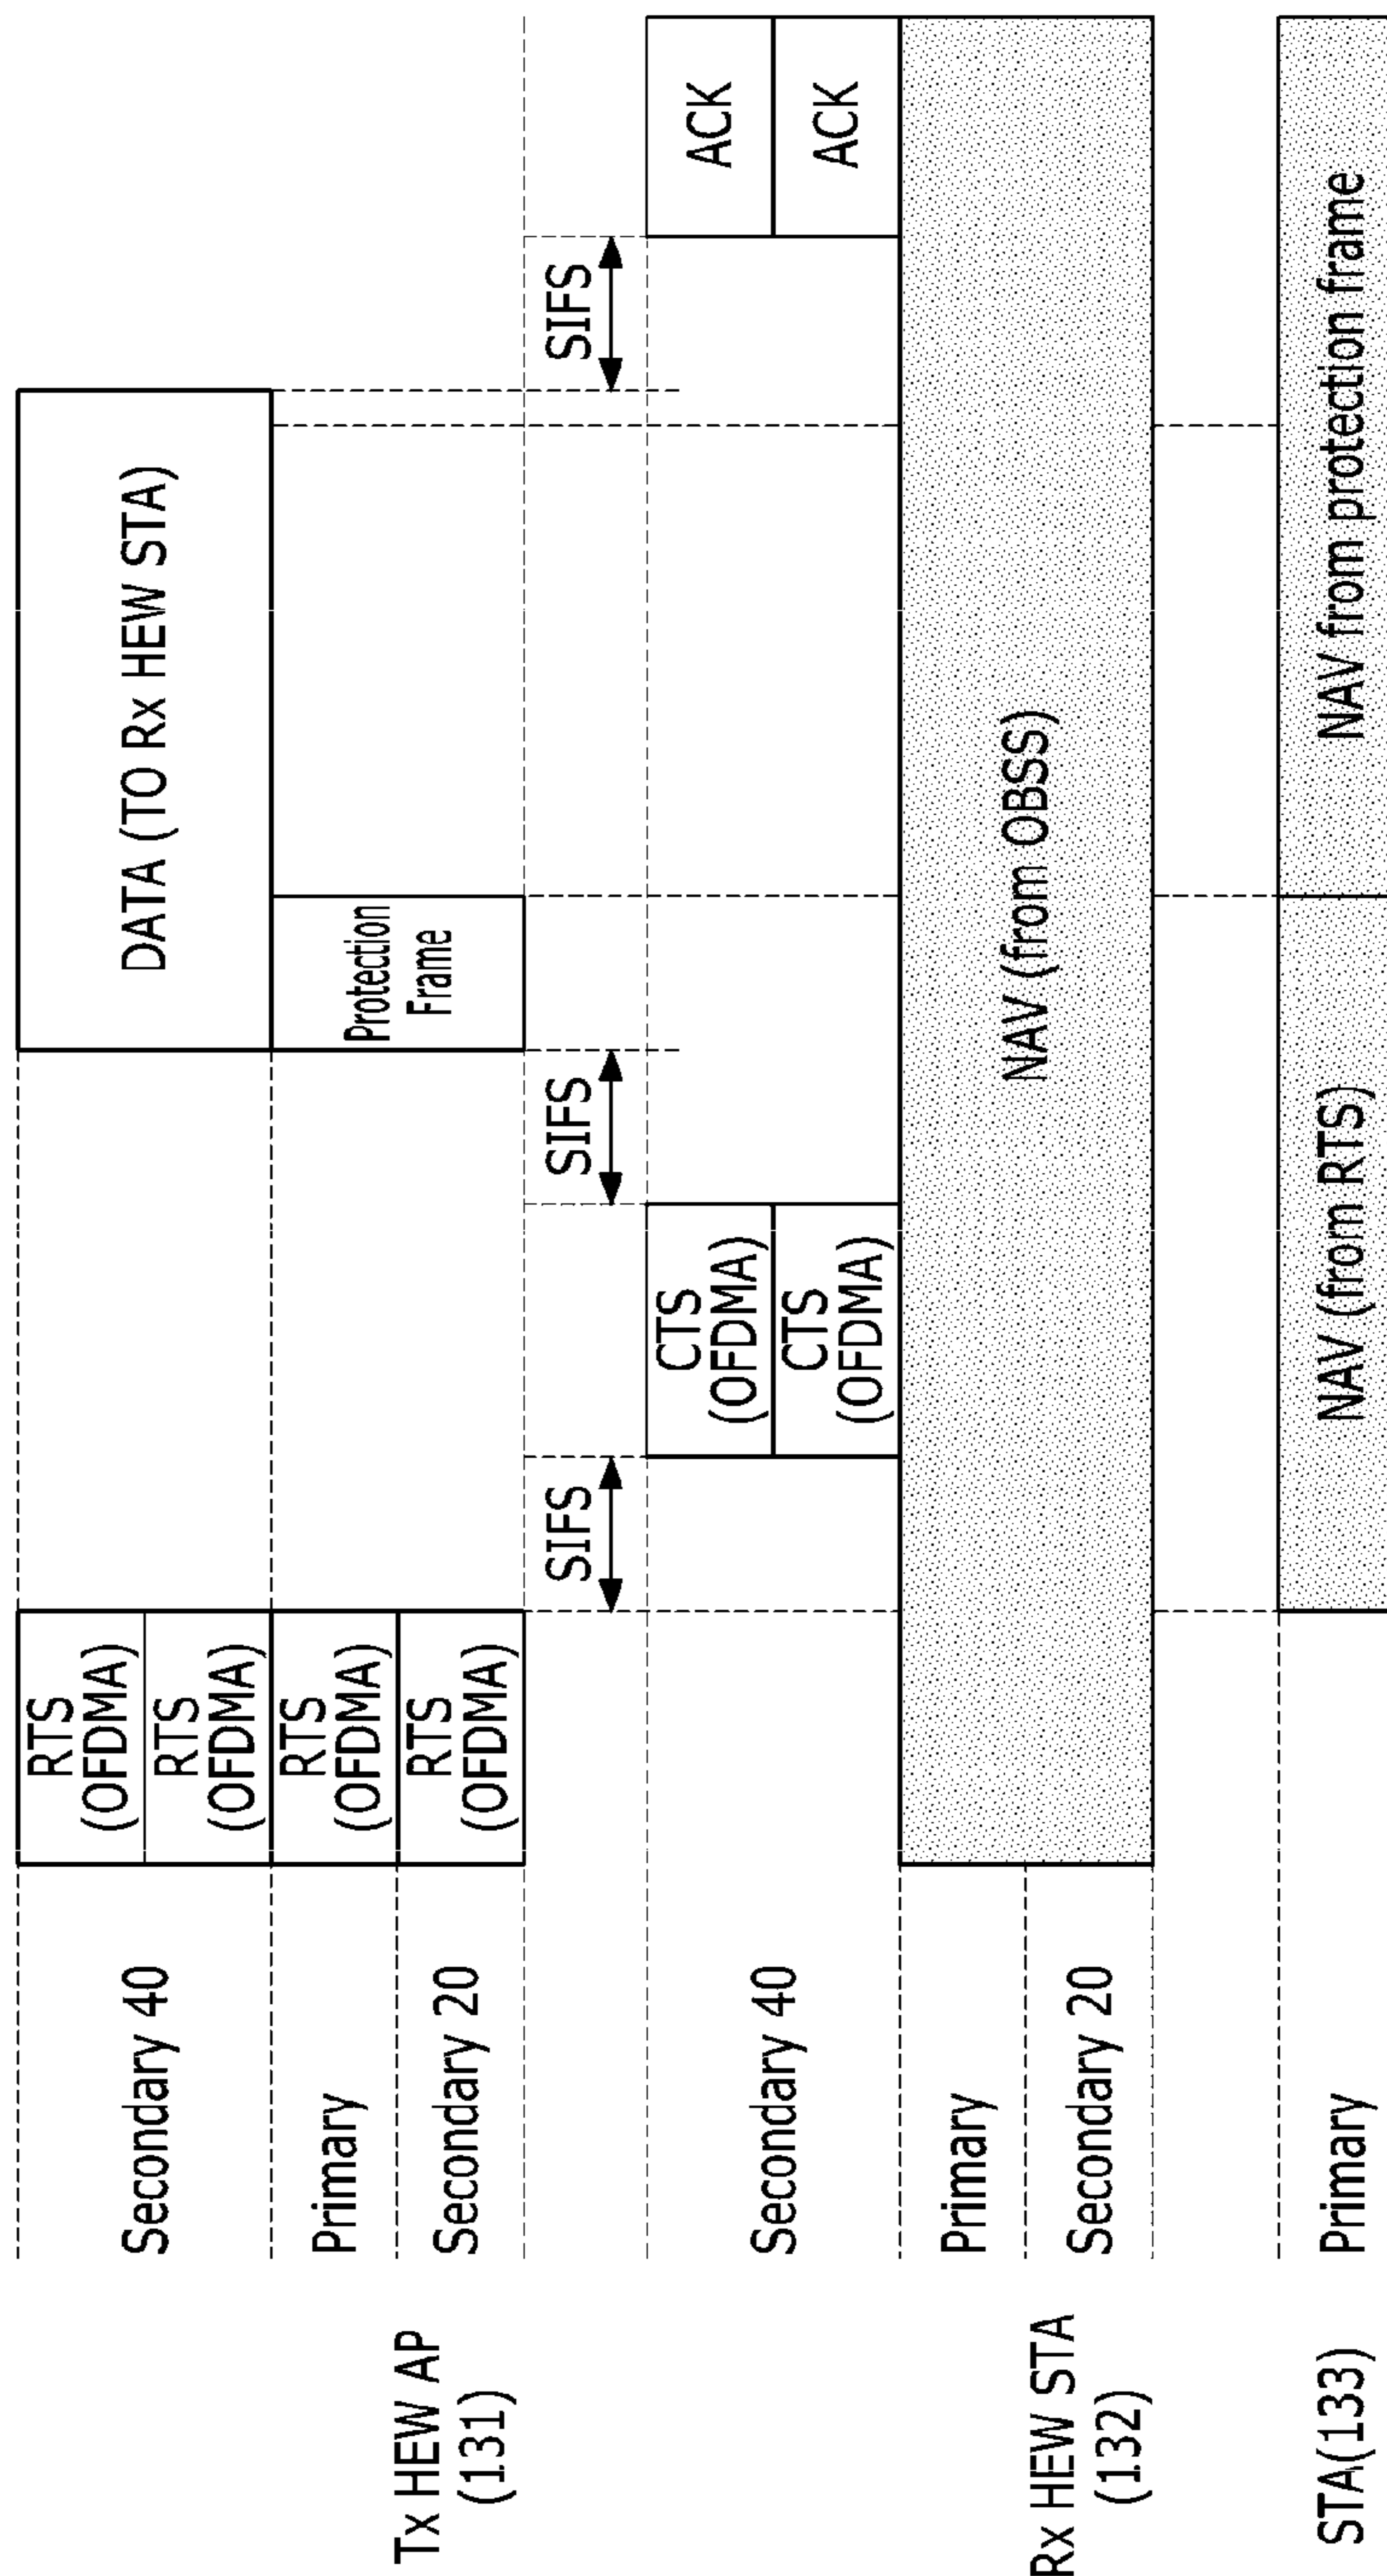 Tx HEW AP
(131)
Secondary 40
Primary
Secondary 20
RTS
(OFDMA)
RTS
(OFDMA)
RTS
(OFDMA)
RTS
(OFDMA)
DATA (TO Rx HEW STA)
Protection
Frame
SIFS
SIFS
SIFS
Rx HEW STA
(132)
Secondary 40
Primary
Secondary 20
CTS
(OFDMA)
CTS
(OFDMA)
ACK
ACK
NAV (from OBSS)
STA(133)
Primary
NAV (from RTS)
NAV from protection frame